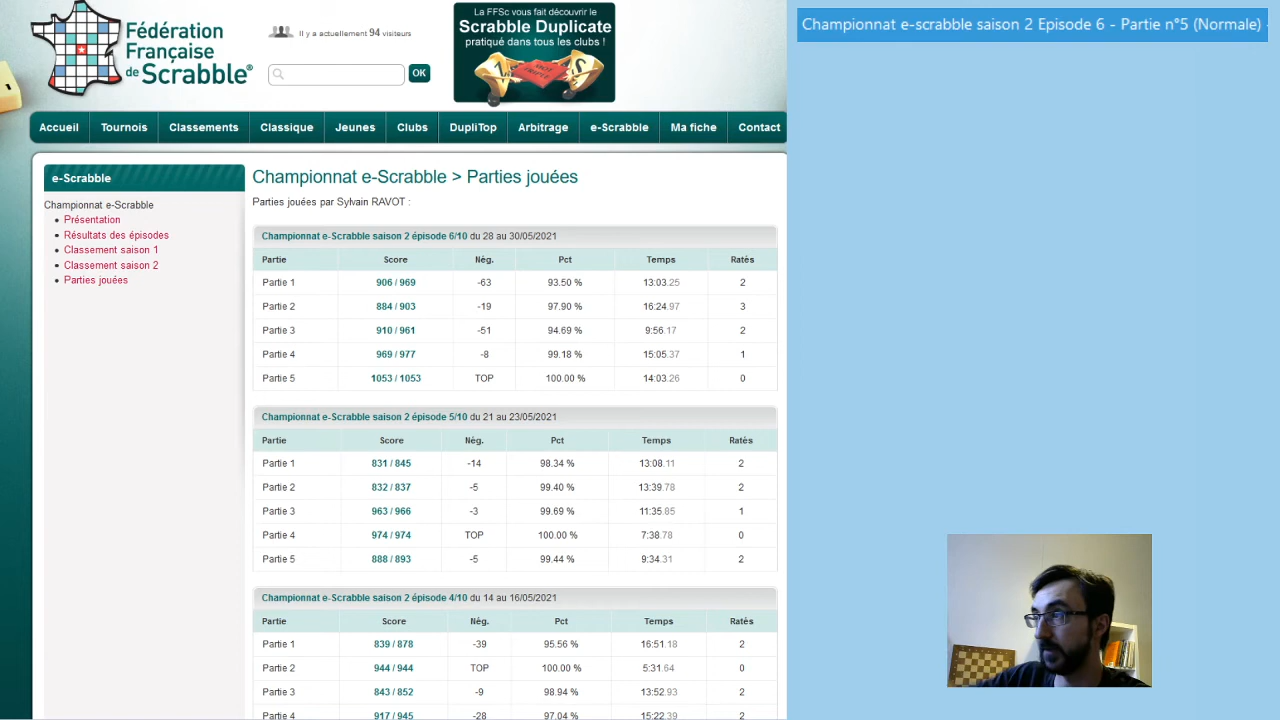 Fédération
Française
de Scrabble®
Il y a actuellement 94 visiteurs
OK
La FFSc vous fait découvrir le
Scrabble Duplicate
pratiqué dans tous les clubs !
Championnat e-scrabble saison 2 Episode 6 - Partie n°5 (Normale) -
Accueil Tournois Classements Classique Jeunes Clubs DupliTop Arbitrage e-Scrabble Ma fiche Contact
e-Scrabble
Championnat e-Scrabble
Présentation
Résultats des épisodes
Classement saison 1
Classement saison 2
Parties jouées
Championnat e-Scrabble > Parties jouées
Parties jouées par Sylvain RAVOT :
Championnat e-Scrabble saison 2 épisode 6/10 du 28 au 30/05/2021
Partie Score Nég. Pct Temps Ratés
Partie 1 906 / 969 -63 93.50 % 13:03.25 2
Partie 2 884 / 903 -19 97.90 % 16:24.97 3
Partie 3 910 / 961 -51 94.69 % 9:56.17 2
Partie 4 969 / 977 -8 99.18 % 15:05.37 1
Partie 5 1053 / 1053 TOP 100.00 % 14:03.26 0
Championnat e-Scrabble saison 2 épisode 5/10 du 21 au 23/05/2021
Partie Score Nég. Pct Temps Ratés
Partie 1 831 / 845 -14 98.34 % 13:08.11 2
Partie 2 832 / 837 -5 99.40 % 13:39.78 2
Partie 3 963 / 966 -3 99.69 % 11:35.85 1
Partie 4 974 / 974 TOP 100.00 % 7:38.78 0
Partie 5 888 / 893 -5 99.44 % 9:34.31 2
Championnat e-Scrabble saison 2 épisode 4/10 du 14 au 16/05/2021
Partie Score Nég. Pct Temps Ratés
Partie 1 839 / 878 -39 95.56 % 16:51.18 2
Partie 2 944 / 944 TOP 100.00 % 5:31.64 0
Partie 3 843 / 852 -9 98.94 % 13:52.93 2
Partie 4 917 / 945 -28 97.04 % 15:22.39 2